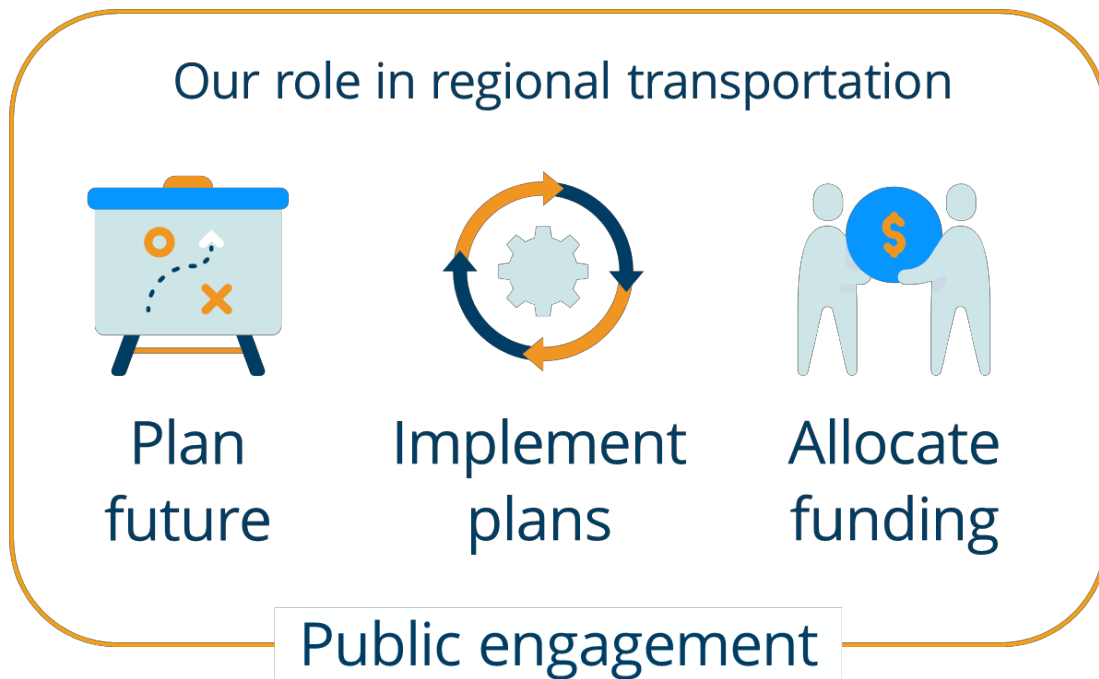 Our role in regional transportation
Plan
future
Implement
plans
$
Allocate
funding
Public engagement